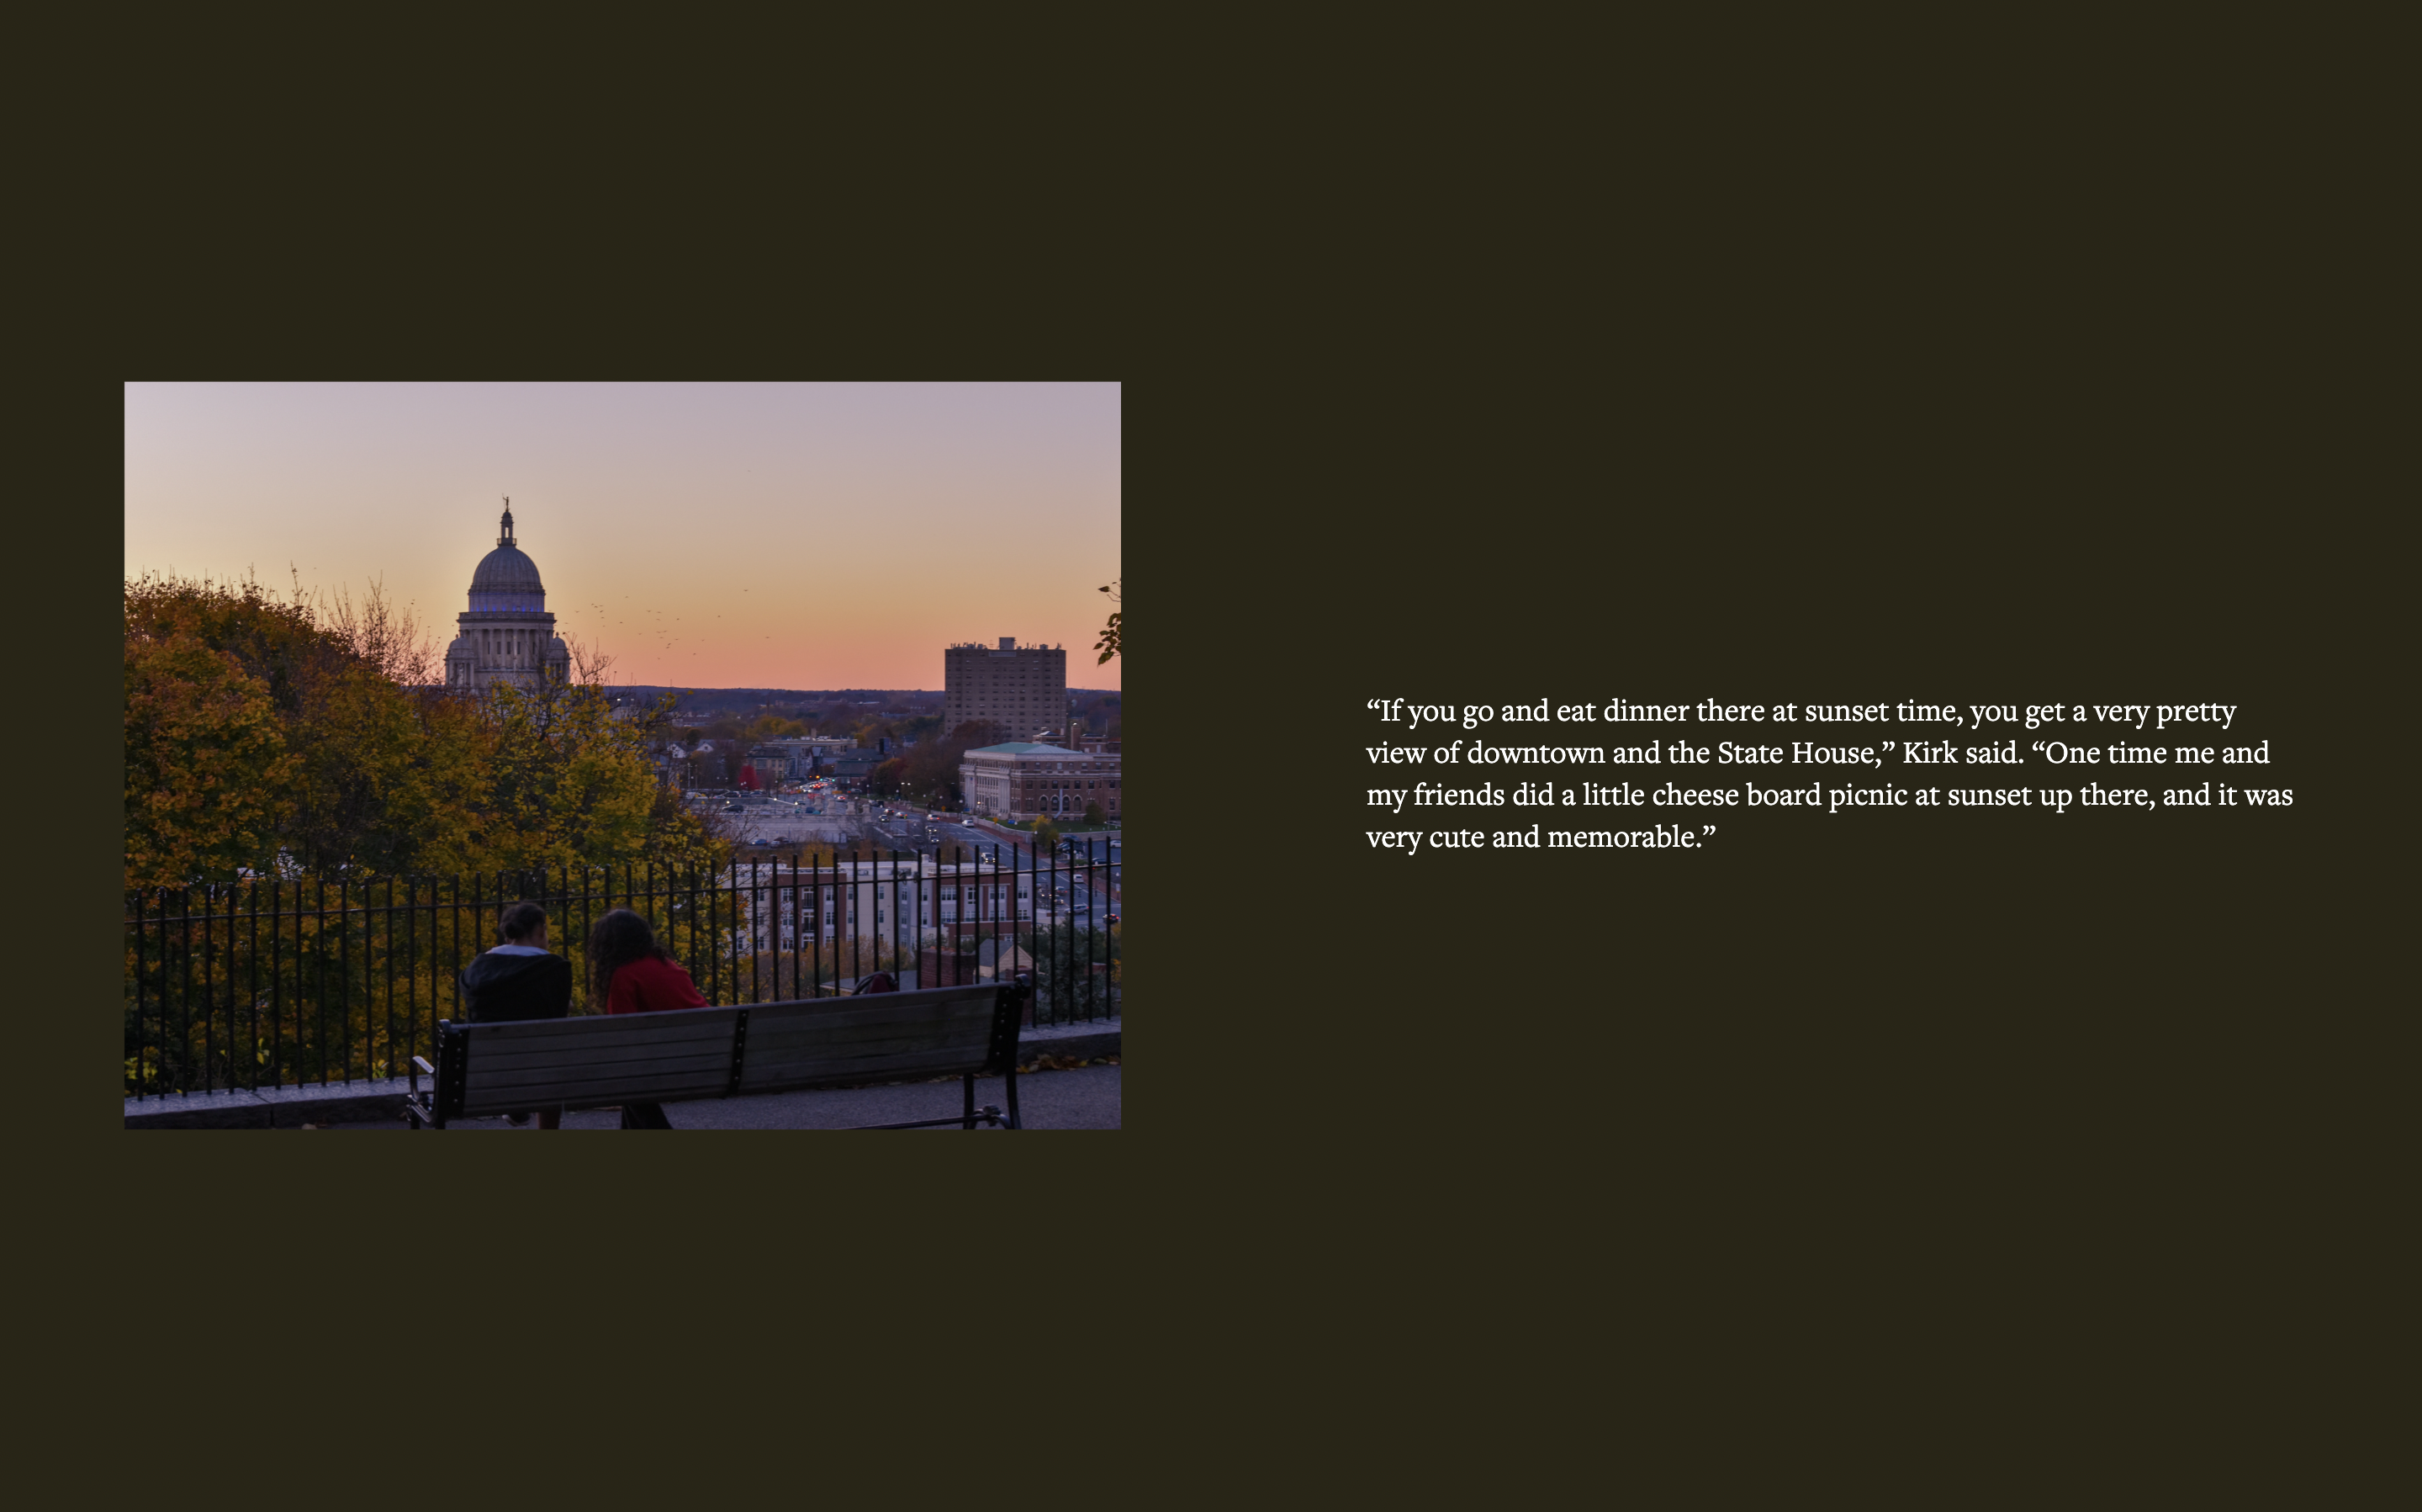 “If you go and eat dinner there at sunset time, you get a very pretty
view of downtown and the State House,” Kirk said. “One time me and
my friends did a little cheese board picnic at sunset up there, and it was
very cute and memorable.”